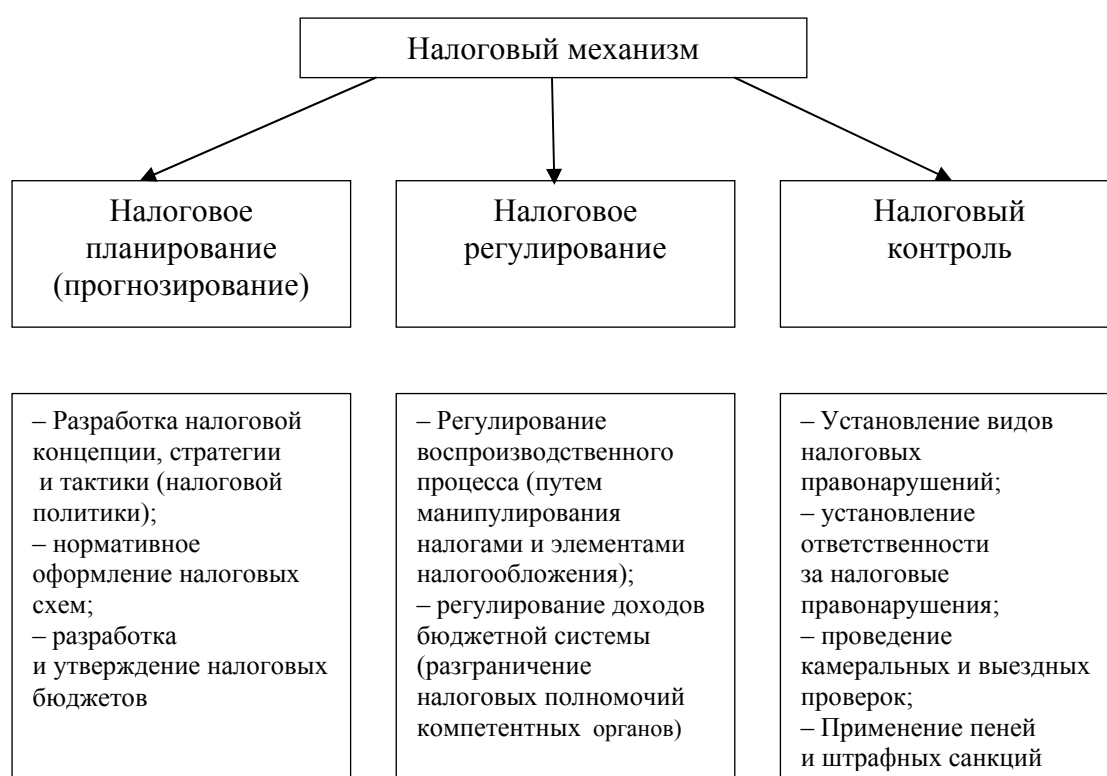 Налоговый механизм
Налоговое
планирование
(прогнозирование)
Налоговое
регулирование
Налоговый
контроль
– Разработка налоговой
концепции, стратегии
и тактики (налоговой
политики);
– нормативное
оформление налоговых
схем;
– разработка
и утверждение налоговых
бюджетов
– Регулирование
воспроизводственного
процесса (путем
манипулирования
налогами и элементами
налогообложения);
– регулирование доходов
бюджетной системы
(разграничение
налоговых полномочий
компетентных органов)
– Установление видов
налоговых
правонарушений;
– установление
ответственности
за налоговые
правонарушения;
– проведение
камеральных и выездных
проверок;
– Применение пеней
и штрафных санкций